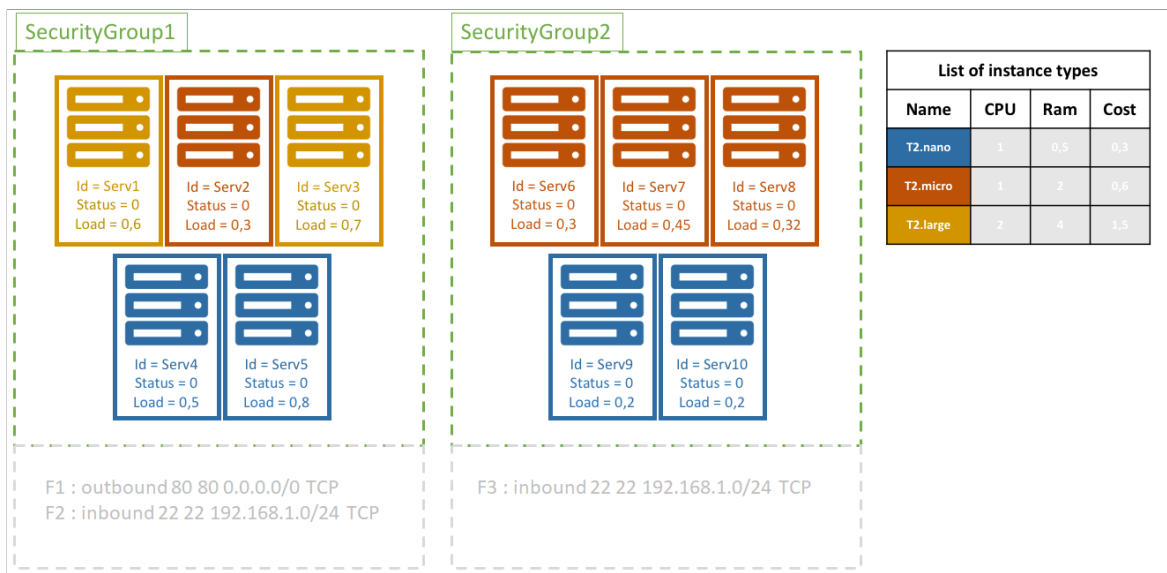 SecurityGroup1
Id = Serv1
Status = 0
Load = 0,6
Id = Serv2
Status = 0
Load = 0,3
Id = Serv3
Status = 0
Load = 0,7
Id = Serv4
Status = 0
Load = 0,5
Id = Serv5
Status = 0
Load = 0,8
F1 : outbound 80 80 0.0.0.0/0 TCP
F2 : inbound 22 22 192.168.1.0/24 TCP
SecurityGroup2
Id = Serv6
Status = 0
Load = 0,3
Id = Serv7
Status = 0
Load = 0,45
Id = Serv8
Status = 0
Load = 0,32
Id = Serv9
Status = 0
Load = 0,2
Id = Serv10
Status = 0
Load = 0,2
F3 : inbound 22 22 192.168.1.0/24 TCP
List of instance types
Name CPU Ram Cost
T2.nano 1 0,5 0,3
T2.micro 1 2 0,6
T2.large 2 4 1,5